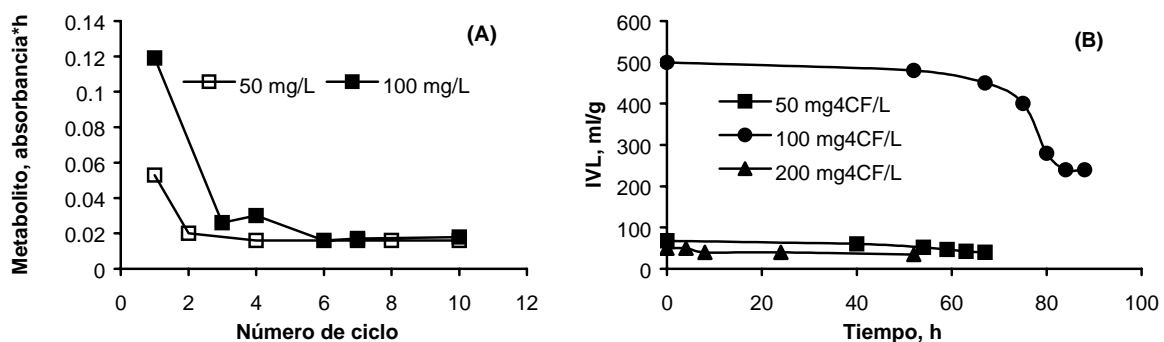 (A)
Metabolito, absorbancia*h
0.14
0.12
0.1
0.08
0.06
0.04
0.02
0
50 mg/L 100 mg/L
0 2 4 6 8 10 12
Número de ciclo
(B)
IVL, ml/g
600
500
400
300
200
100
0
50 mg4CF/L
100 mg4CF/L
200 mg4CF/L
0 20 40 60 80 100
Tiempo, h